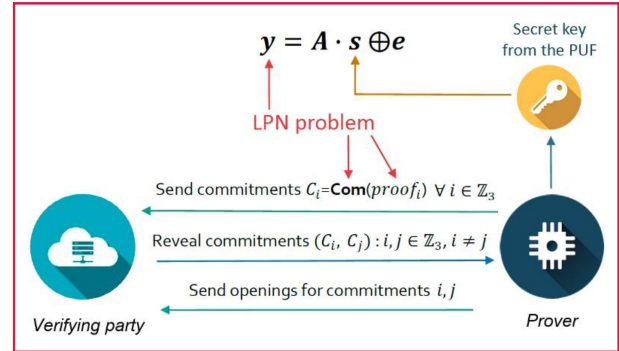 y = A · s ⊕e
Secret key
from the PUF
LPN problem
Send commitments C_i=Com(proof_i) ∀ i ∈ ℤ_3
Reveal commitments (C_i, C_j) : i, j ∈ ℤ_3, i ≠ j
Send openings for commitments i, j
Verifying party
Prover